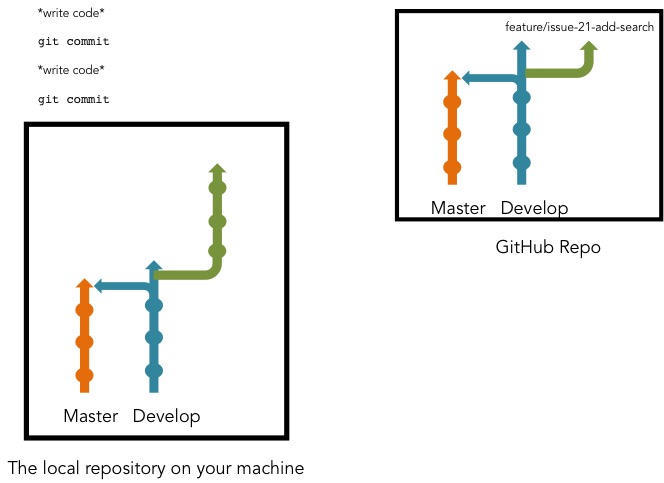 *write code*
git commit
*write code*
git commit
Master Develop
The local repository on your machine
feature/issue-21-add-search
Master Develop
GitHub Repo